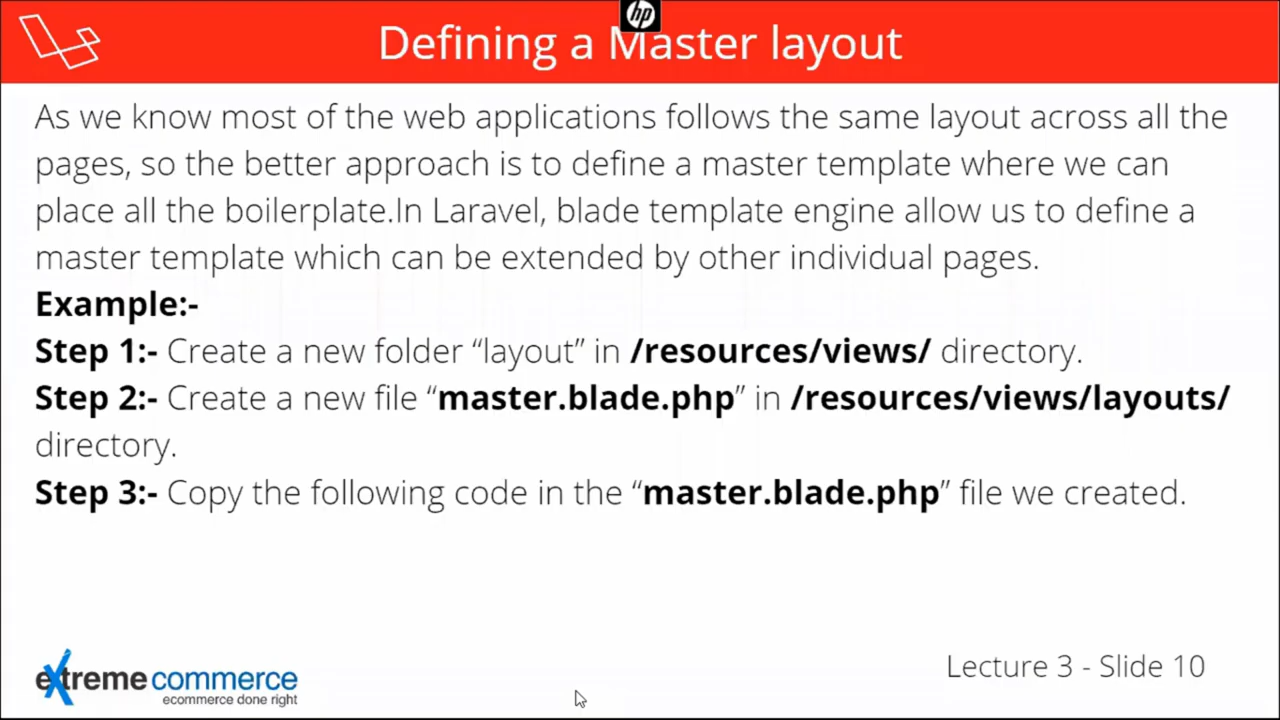 hp
Defining a Master layout
As we know most of the web applications follows the same layout across all the
pages, so the better approach is to define a master template where we can
place all the boilerplate.In Laravel, blade template engine allow us to define a
master template which can be extended by other individual pages.
Example:-
Step 1:- Create a new folder “layout” in /resources/views/ directory.
Step 2:- Create a new file “master.blade.php” in /resources/views/layouts/
directory.
Step 3:- Copy the following code in the “master.blade.php” file we created.
extreme commerce
ecommerce done right
Lecture 3 - Slide 10